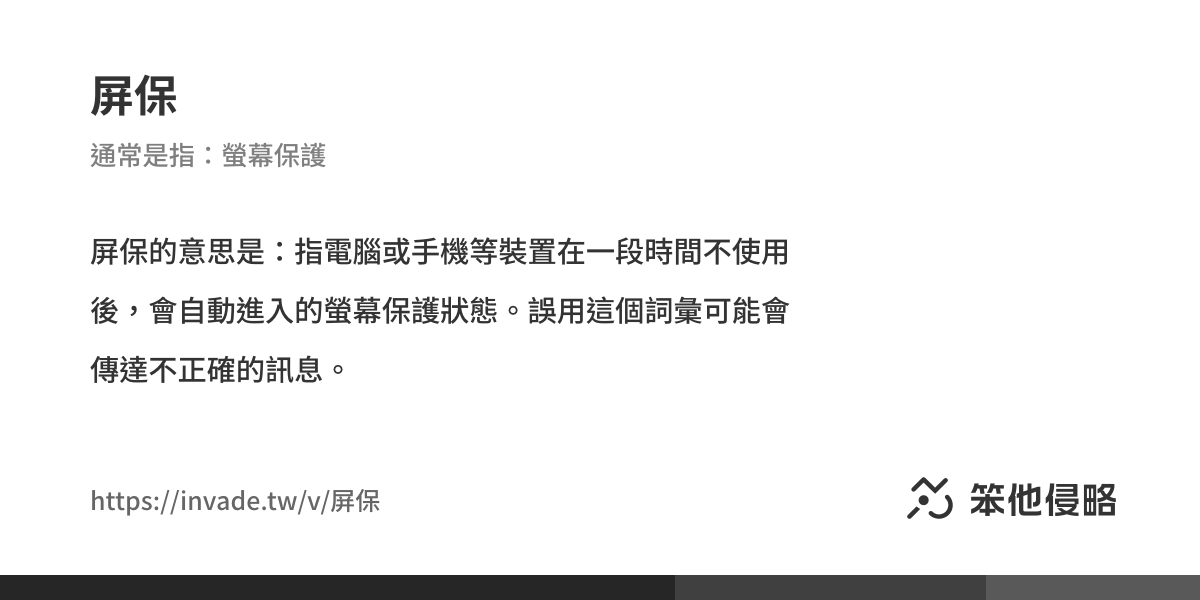 屏保
通常是指：螢幕保護
屏保的意思是：指電腦或手機等裝置在一段時間不使用
後，會自動進入的螢幕保護狀態。誤用這個詞彙可能會
傳達不正確的訊息。
https://invade.tw/v/屏保
笨他侵略